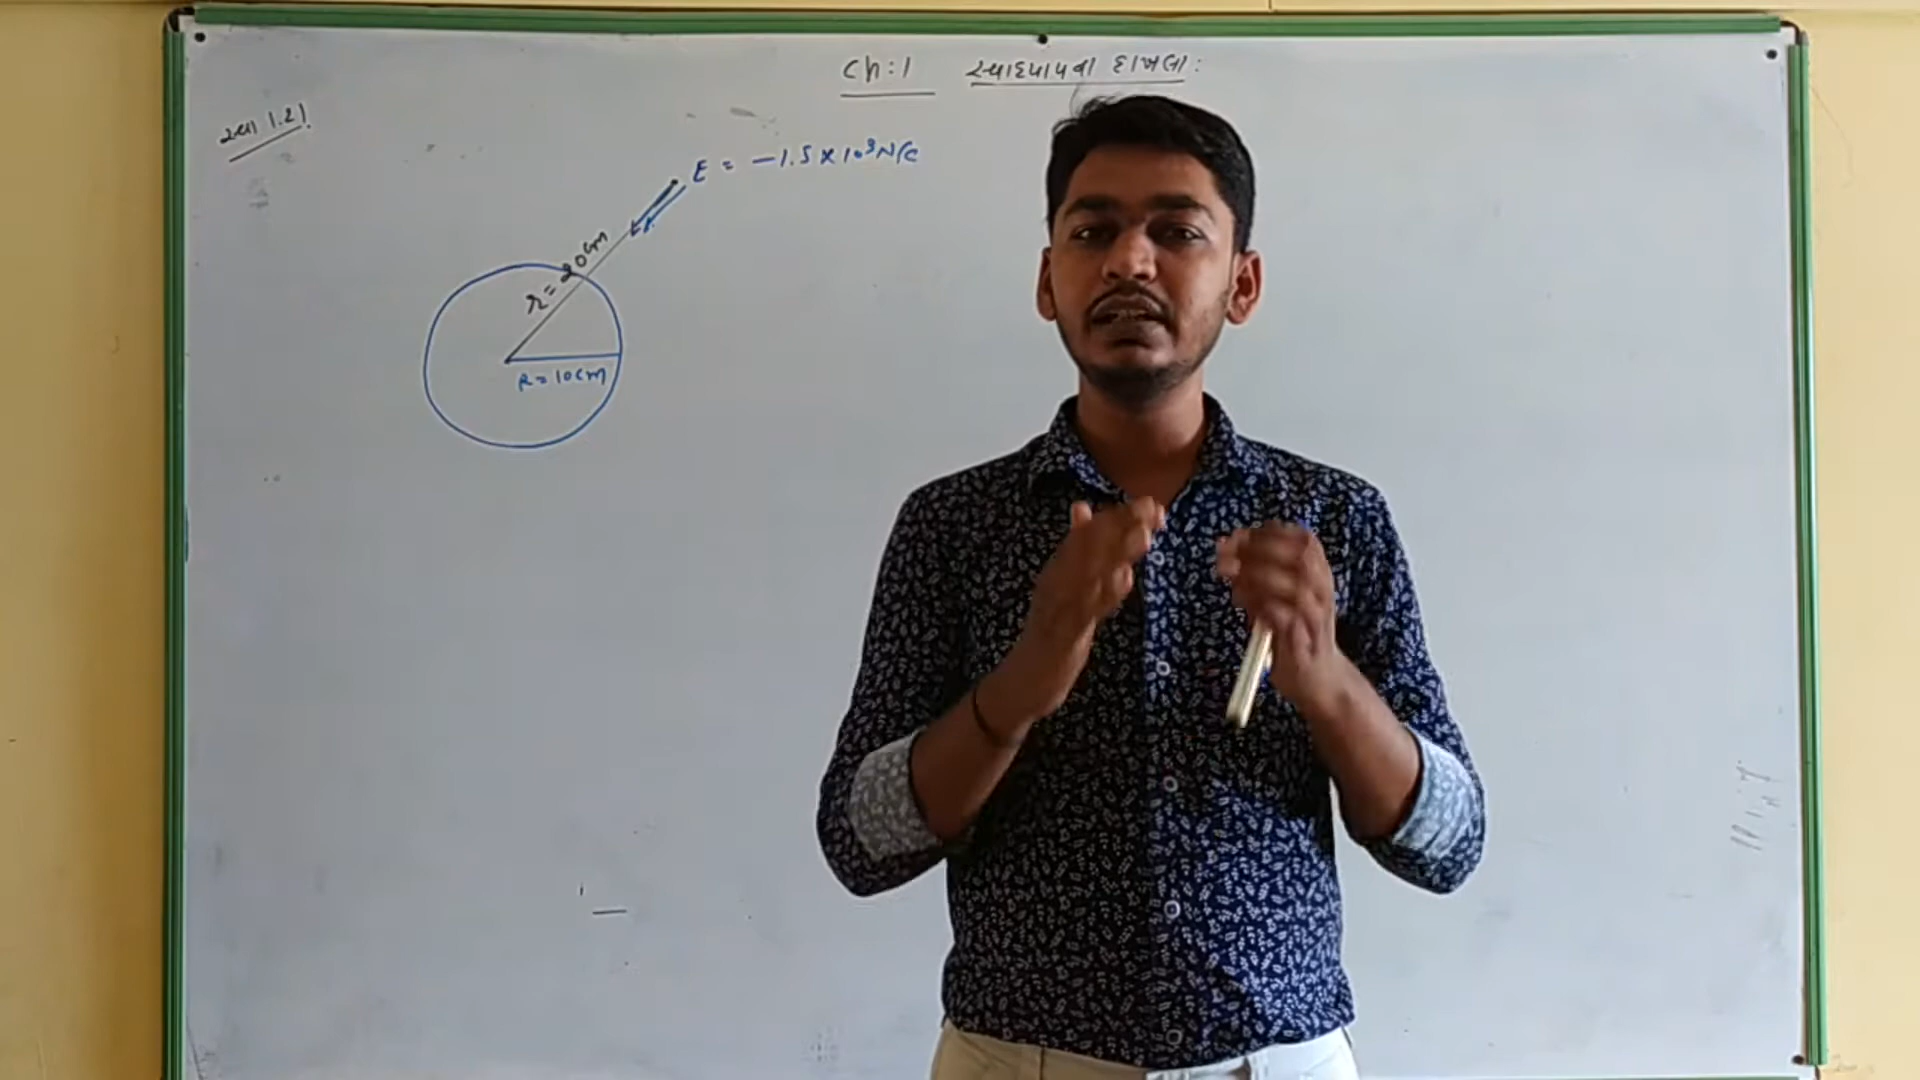 Ch:1 સ્વાધ્યાયના દાખલા:
સ્વા 1.21
E = -1.5 × 10³ N/C
r = 20cm
R = 10cm